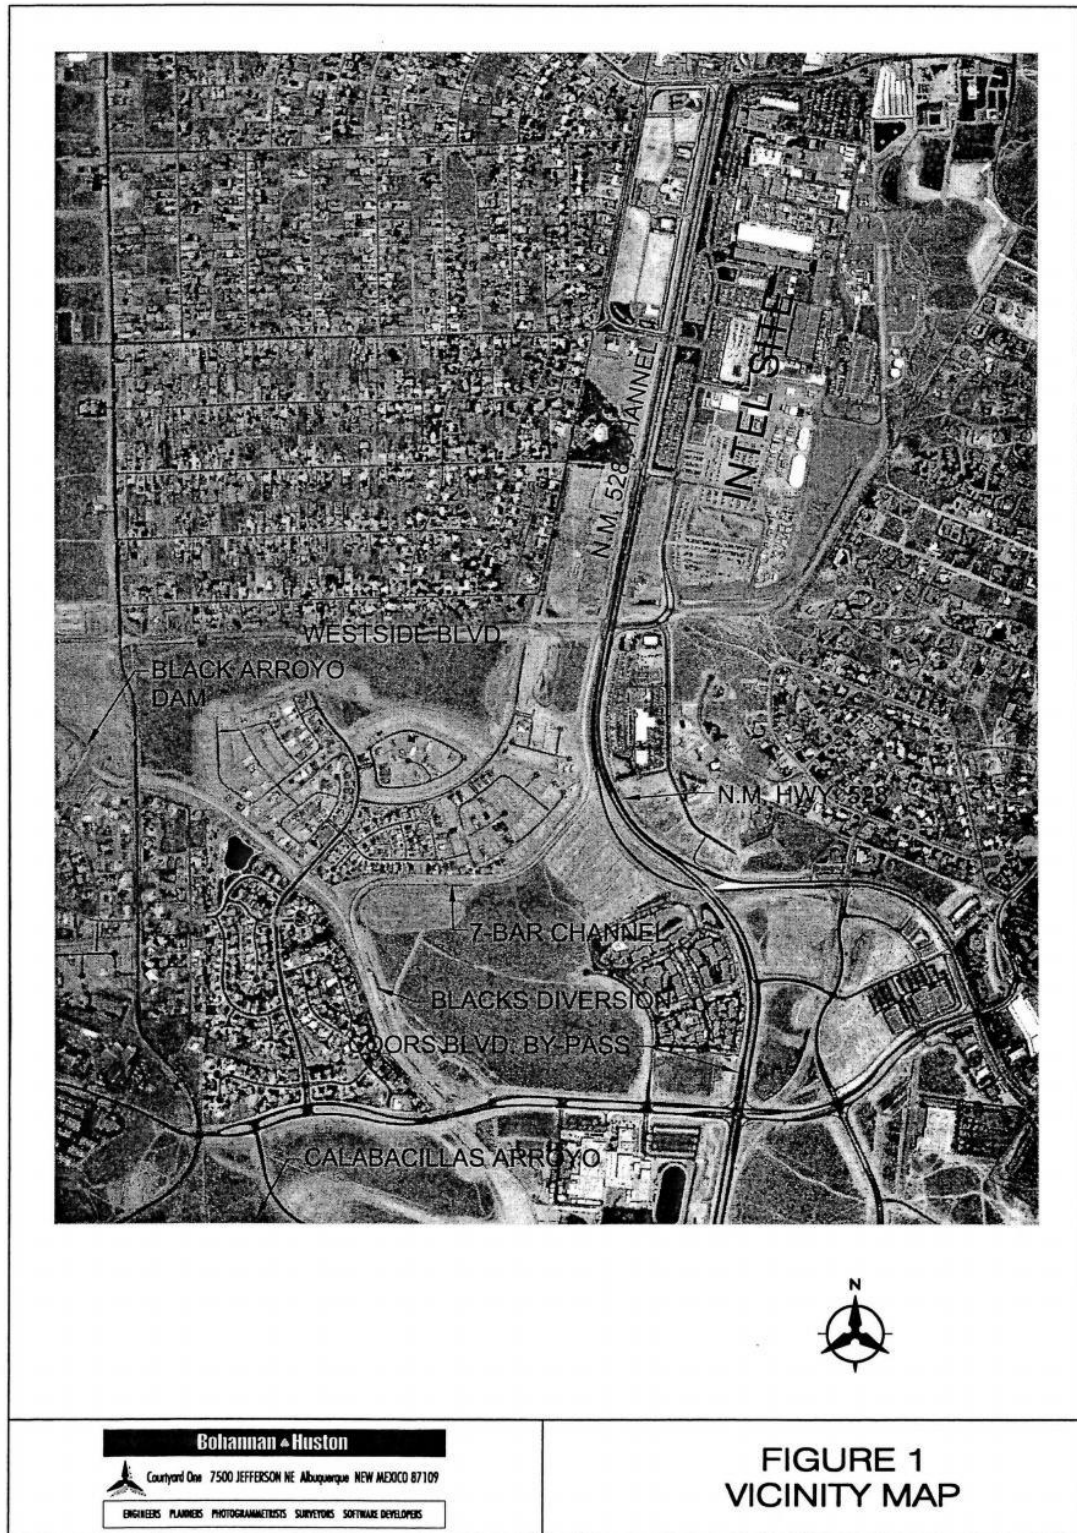 INTEL SITE
N.M. 528 CHANNEL
WESTSIDE BLVD
BLACK ARROYO
DAM
N.M. HWY. 528
7-BAR CHANNEL
BLACKS DIVERSION
COORS BLVD. BY-PASS
CALABACILLAS ARROYO
N
Bohannan & Huston
Courtyard One 7500 JEFFERSON NE Albuquerque NEW MEXICO 87109
ENGINEERS PLANNERS PHOTOGRAMMETRISTS SURVEYORS SOFTWARE DEVELOPERS
FIGURE 1
VICINITY MAP